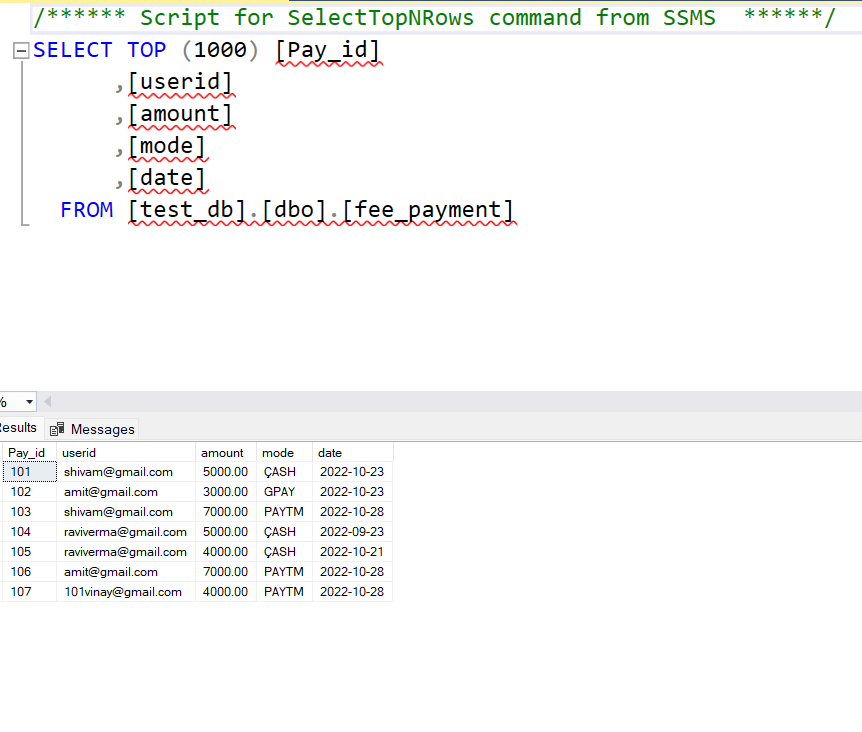 /****** Script for SelectTopNRows command from SSMS  ******/
SELECT TOP (1000) [Pay_id]
,[userid]
,[amount]
,[mode]
,[date]
FROM [test_db].[dbo].[fee_payment]
%
Results Messages
Pay_id userid amount mode date
101 shivam@gmail.com 5000.00 ÇASH 2022-10-23
102 amit@gmail.com 3000.00 GPAY 2022-10-23
103 shivam@gmail.com 7000.00 PAYTM 2022-10-28
104 raviverma@gmail.com 5000.00 ÇASH 2022-09-23
105 raviverma@gmail.com 4000.00 ÇASH 2022-10-21
106 amit@gmail.com 7000.00 PAYTM 2022-10-28
107 101vinay@gmail.com 4000.00 PAYTM 2022-10-28